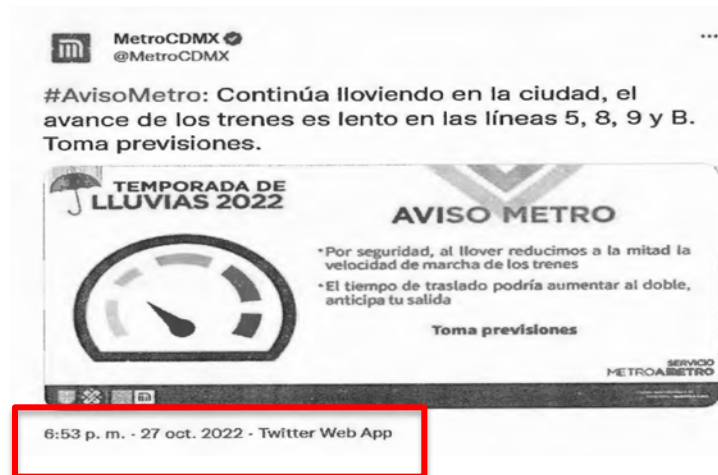 MetroCDMX
@MetroCDMX
#AvisoMetro: Continúa lloviendo en la ciudad, el
avance de los trenes es lento en las líneas 5, 8, 9 y B.
Toma previsiones.
TEMPORADA DE
LLUVIAS 2022
AVISO METRO
•Por seguridad, al llover reducimos a la mitad la
velocidad de marcha de los trenes
•El tiempo de traslado podría aumentar al doble,
anticipa tu salida
Toma previsiones
SERVICIO
METROAMETRO
6:53 p. m. · 27 oct. 2022 · Twitter Web App